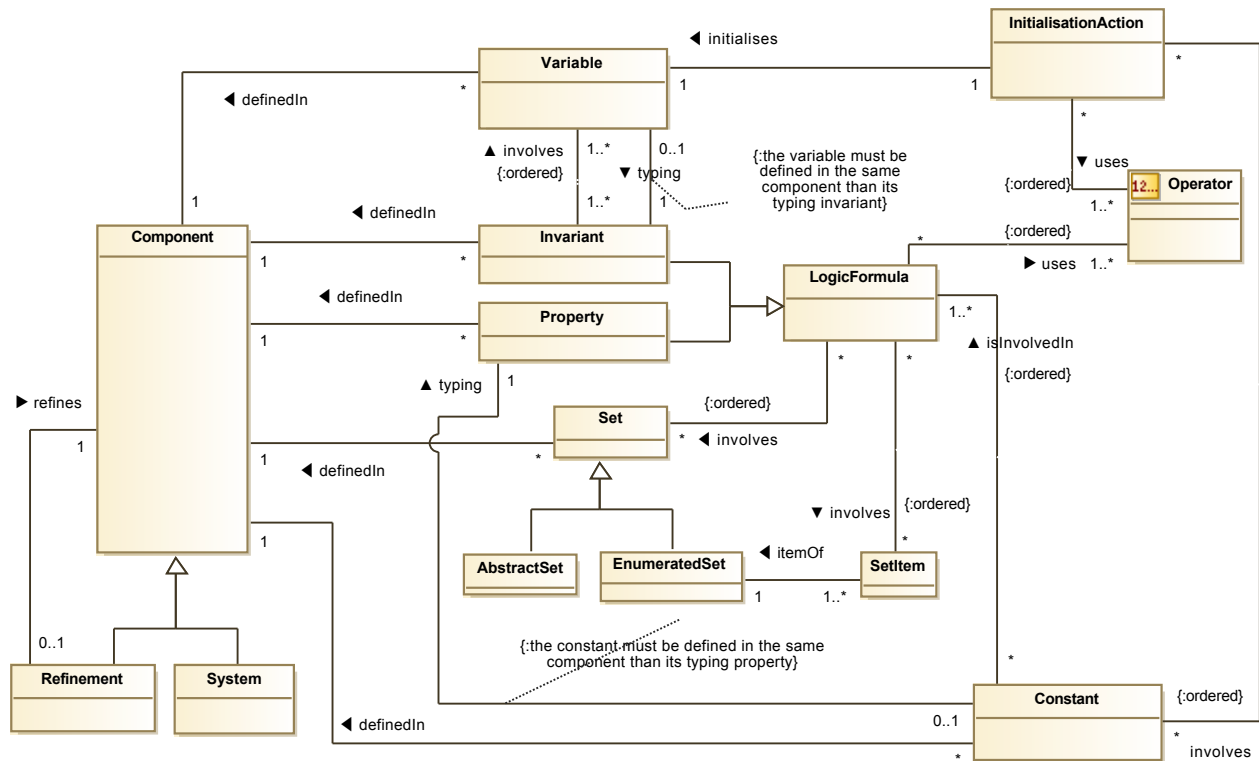 InitialisationAction
◀ initialises
Variable
*
1
1
*
◀ definedIn
*
▲ involves
{:ordered}
1..*
0..1
▼ typing
{:the variable must be
defined in the same
component than its
typing invariant}
▼ uses
{:ordered}
1..*
12...
Operator
1
◀ definedIn
1..*
1
Component
Invariant
1
*
*
{:ordered}
▶ uses
1..*
LogicFormula
◀ definedIn
Property
1
*
1..*
▲ isInvolvedIn
{:ordered}
▲ typing
1
*
*
▶ refines
1
{:ordered}
Set
*
◀ involves
1
*
◀ definedIn
▼ involves
{:ordered}
*
1
◀ itemOf
AbstractSet
EnumeratedSet
SetItem
1
1..*
0..1
{:the constant must be defined in the same
component than its typing property}
*
Refinement
System
Constant
{:ordered}
◀ definedIn
0..1
*
*
involves